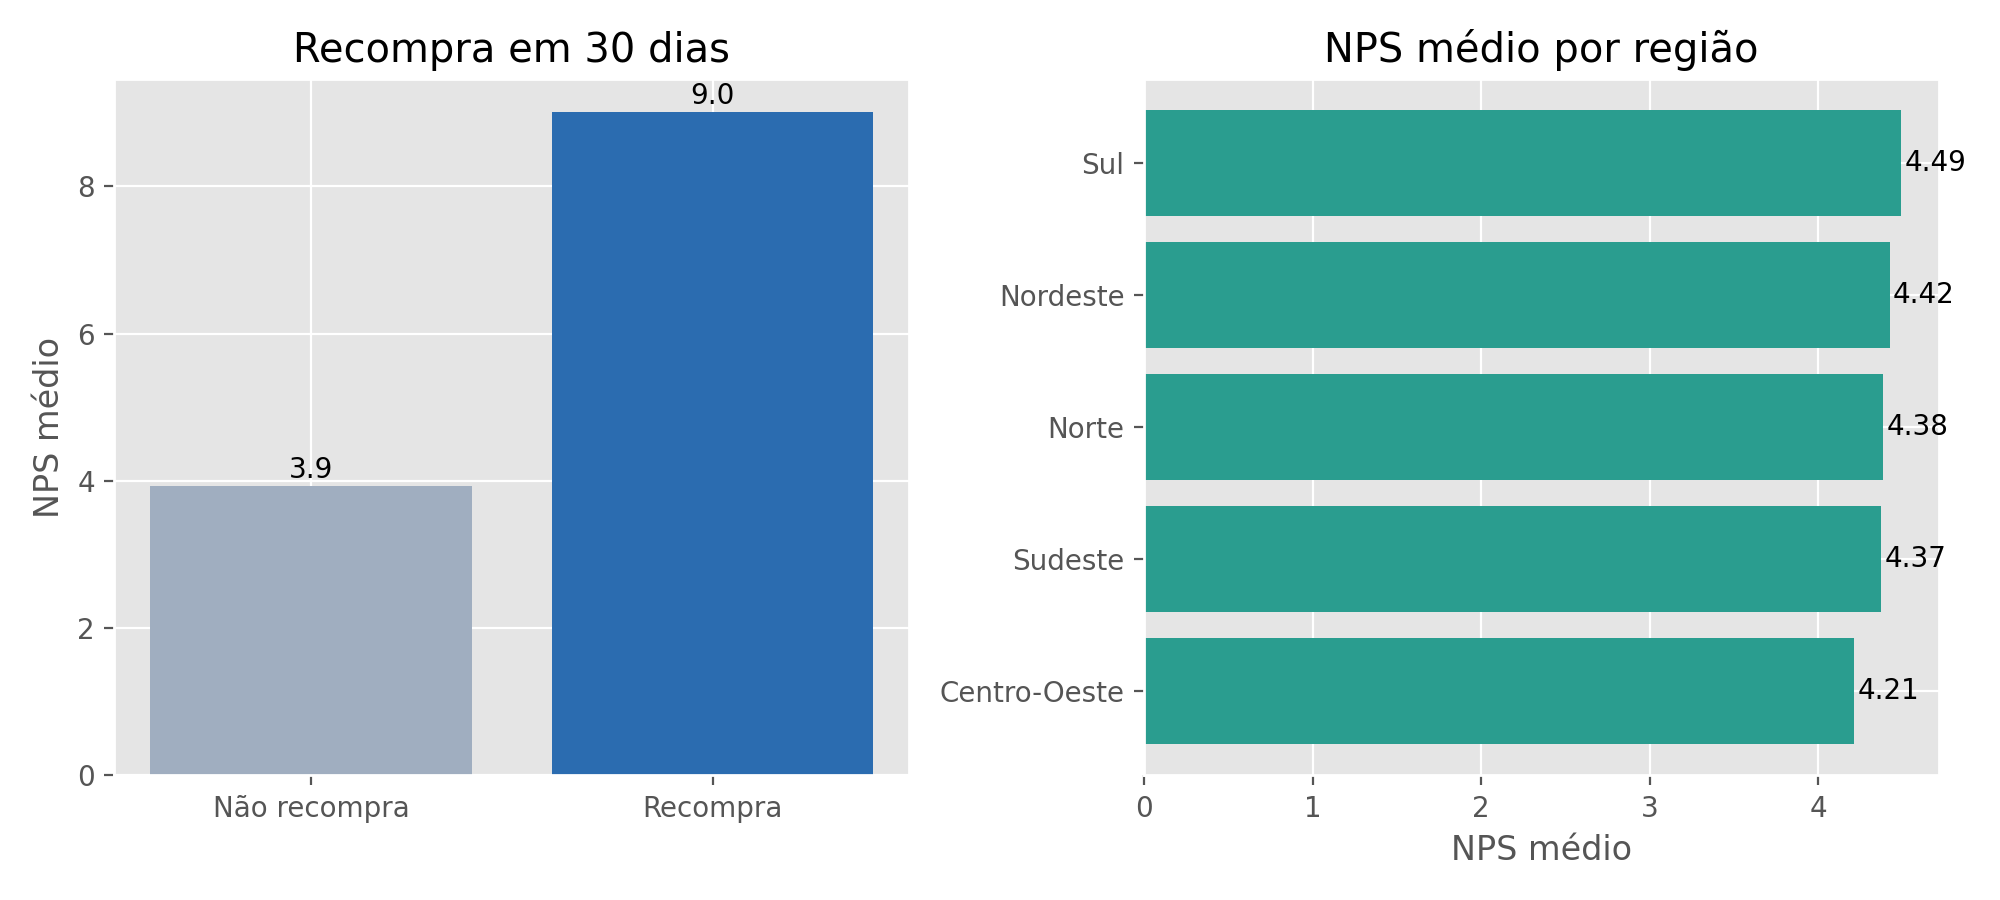 Recompra em 30 dias
NPS médio
8
6
4
2
0
9.0
3.9
Não recompra
Recompra
NPS médio por região
Sul
4.49
Nordeste
4.42
Norte
4.38
Sudeste
4.37
Centro-Oeste
4.21
0
1
2
3
4
NPS médio